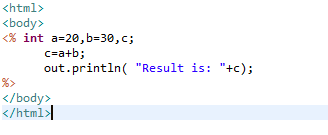 <html>
<body>
<% int a=20,b=30,c;
      c=a+b;
      out.println( "Result is: "+c);
%>
</body>
</html>